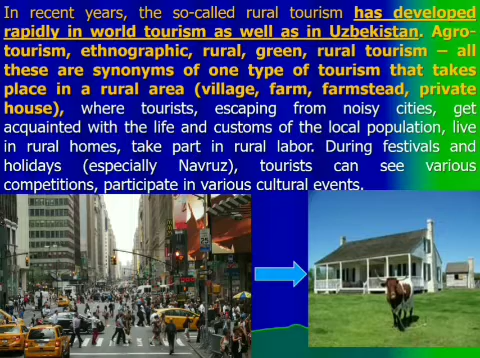 In recent years, the so-called rural tourism has developed
rapidly in world tourism as well as in Uzbekistan. Agro-
tourism, ethnographic, rural, green, rural tourism – all
these are synonyms of one type of tourism that takes
place in a rural area (village, farm, farmstead, private
house), where tourists, escaping from noisy cities, get
acquainted with the life and customs of the local population, live
in rural homes, take part in rural labor. During festivals and
holidays (especially Navruz), tourists can see various
competitions, participate in various cultural events.